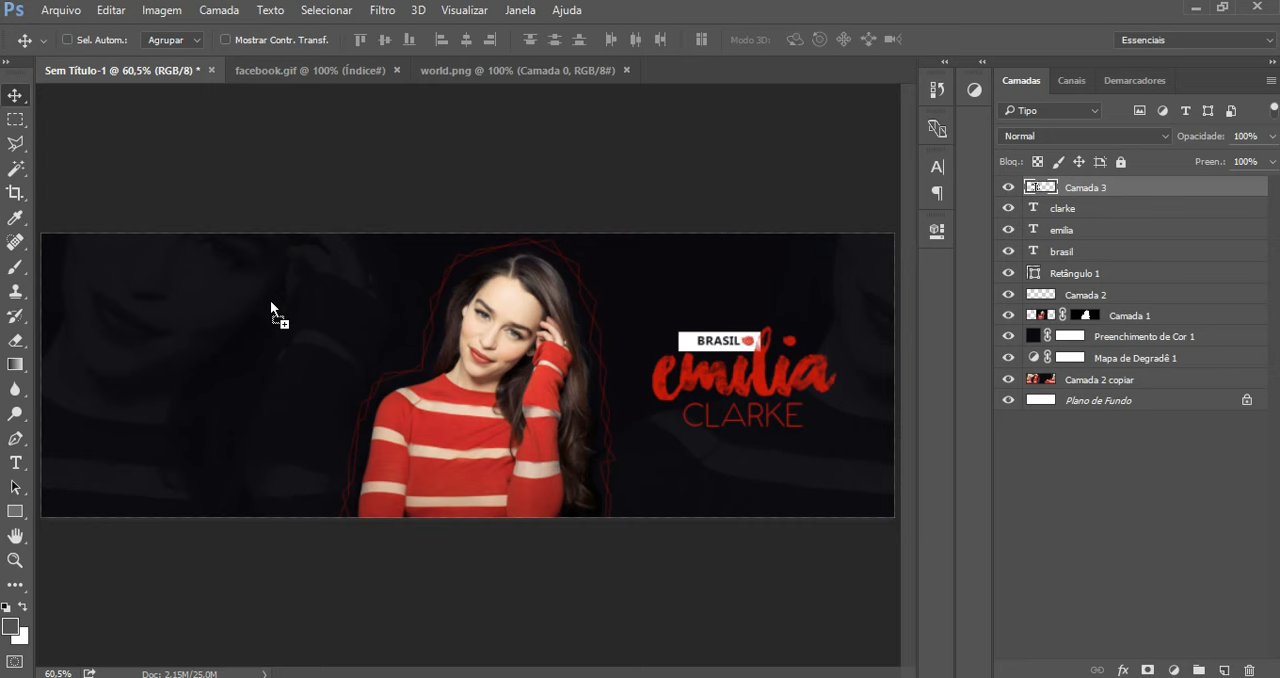 Ps Arquivo Editar Imagem Camada Texto Selecionar Filtro 3D Visualizar Janela Ajuda
Sel. Autom.: Agrupar Mostrar Contr. Transf. Modo 3D: Essenciais
Sem Título-1 @ 60,5% (RGB/8) * × facebook.gif @ 100% (Índice#) × world.png @ 100% (Camada 0, RGB/8#) ×
Camadas Canais Demarcadores
Tipo
Normal Opacidade: 100%
Bloq.: Preen.: 100%
Camada 3
clarke
emilia
brasil
Retângulo 1
Camada 2
Camada 1
Preenchimento de Cor 1
Mapa de Degradê 1
Camada 2 copiar
Plano de Fundo
BRASIL
emilia
CLARKE
60,5% Doc: 2,15M/25,0M